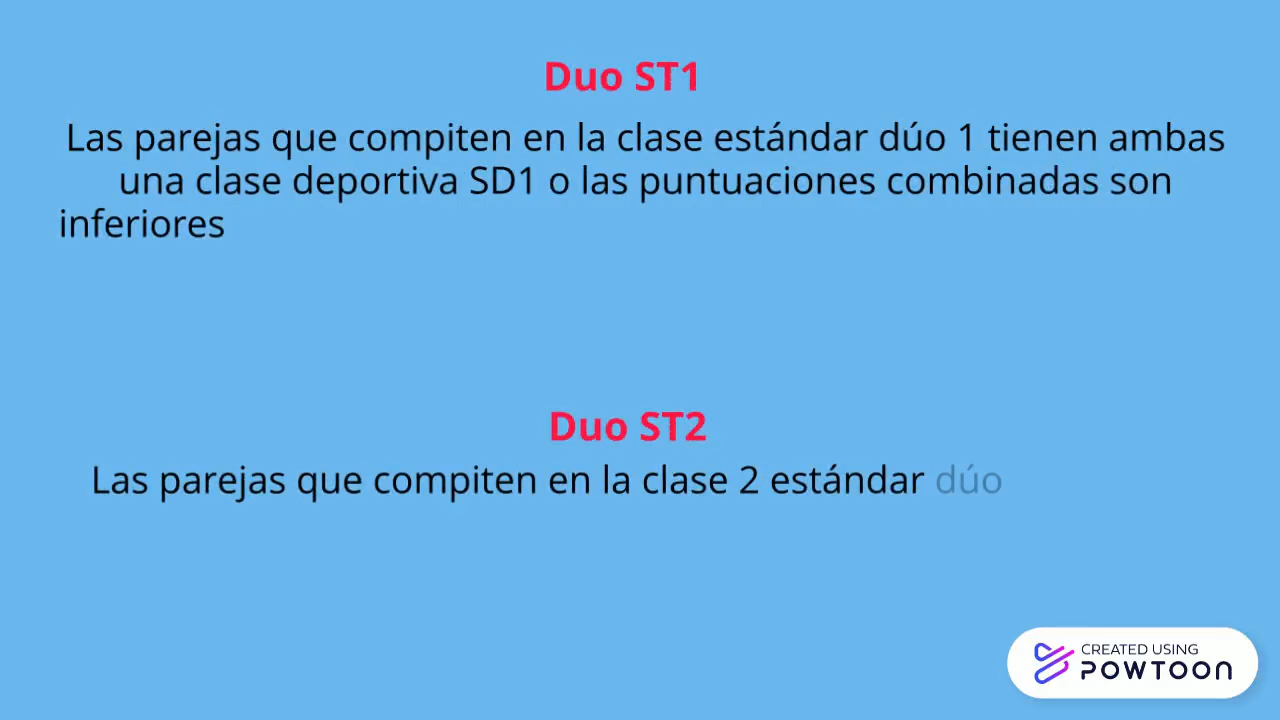 Duo ST1
Las parejas que compiten en la clase estándar dúo 1 tienen ambas
una clase deportiva SD1 o las puntuaciones combinadas son
inferiores
Duo ST2
Las parejas que compiten en la clase 2 estándar dúo
CREATED USING
POWTOON